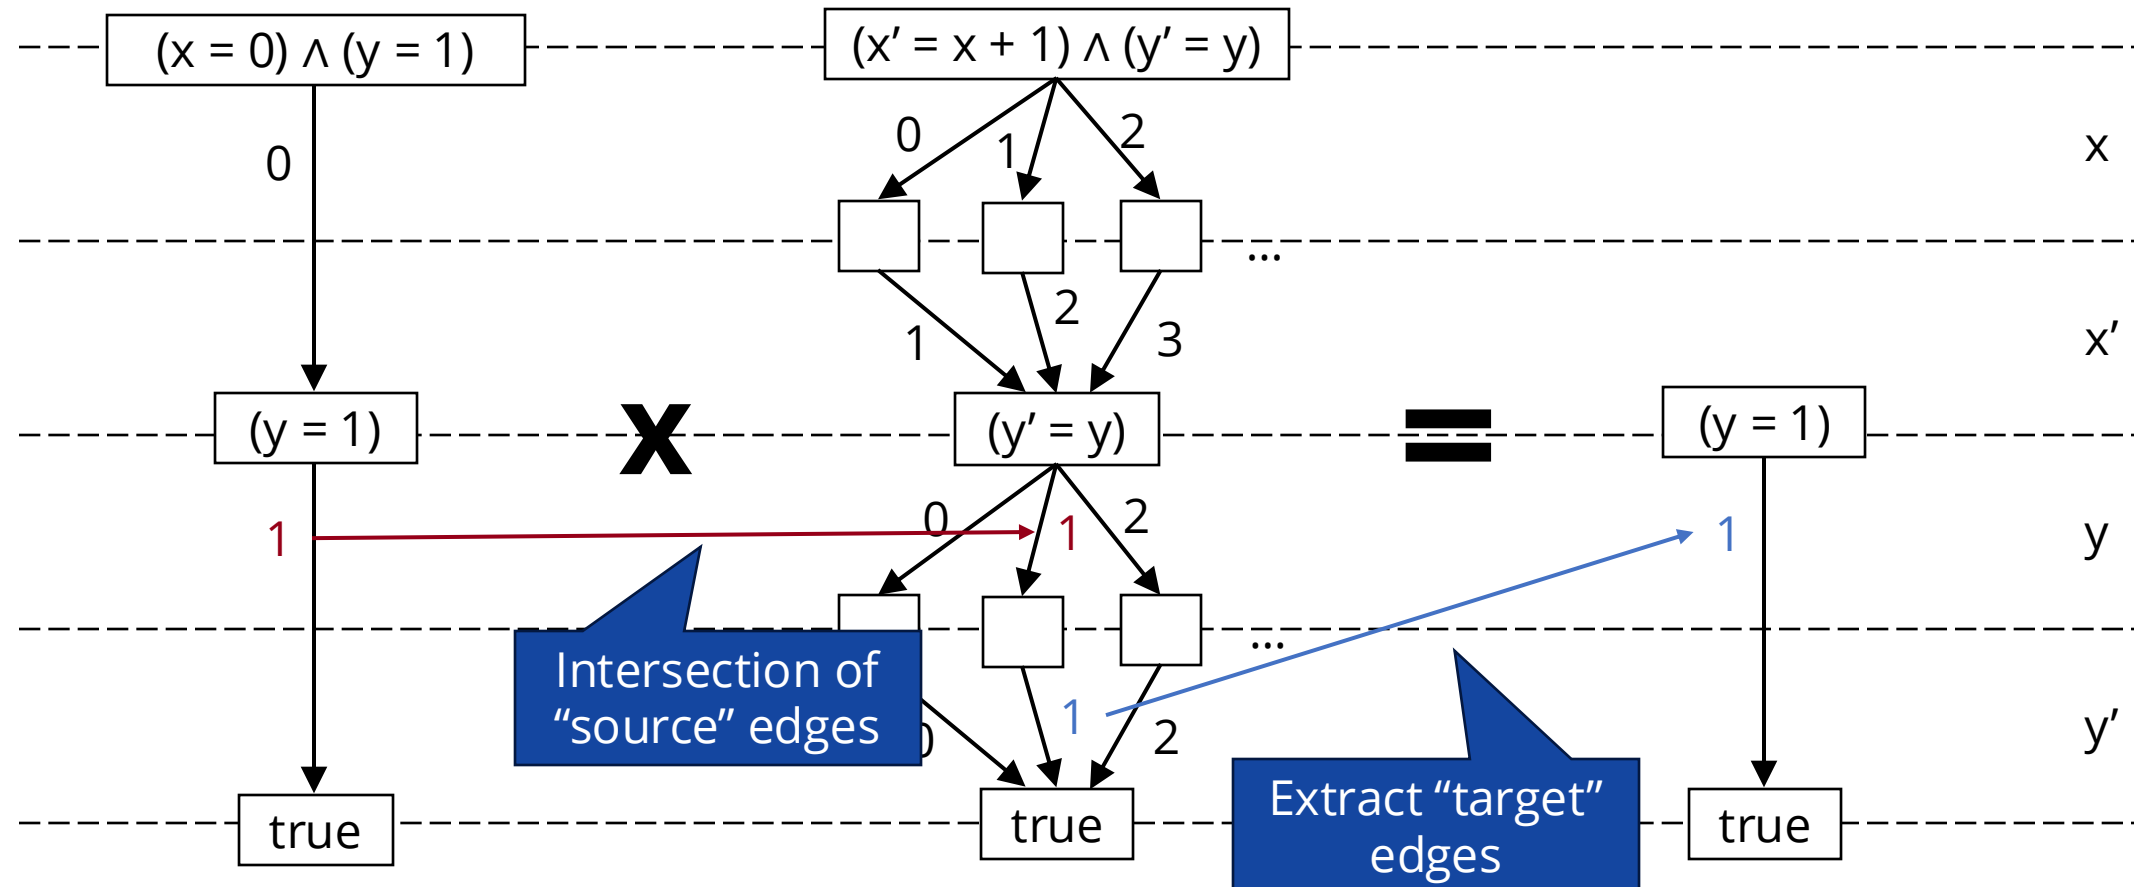 (x = 0) ∧ (y = 1)
(x’ = x + 1) ∧ (y’ = y)
0
0
1
2
x
...
1
2
3
x’
(y = 1)
x
(y’ = y)
=
(y = 1)
1
0
1
2
1
y
...
Intersection of
“source” edges
0
1
2
y’
Extract “target”
edges
true
true
true